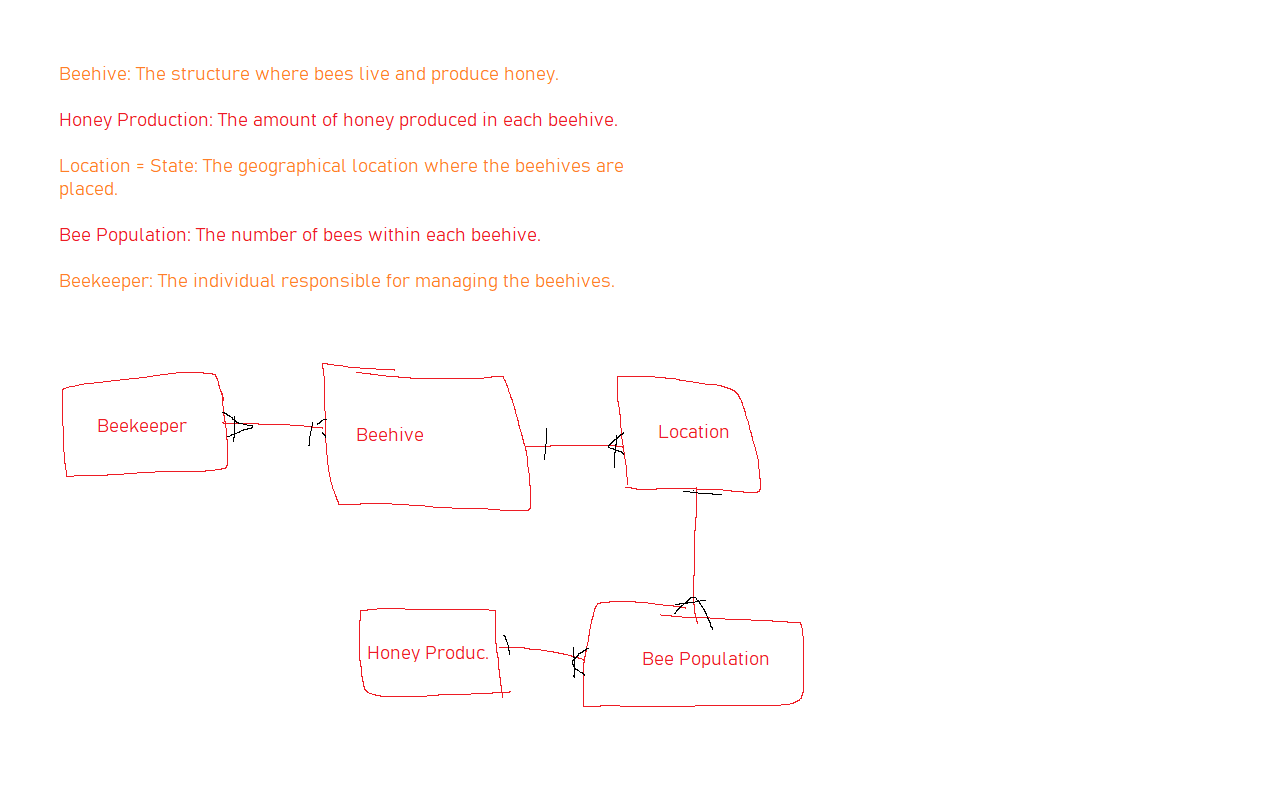 Beehive: The structure where bees live and produce honey.
Honey Production: The amount of honey produced in each beehive.
Location = State: The geographical location where the beehives are
placed.
Bee Population: The number of bees within each beehive.
Beekeeper: The individual responsible for managing the beehives.
Beekeeper
Beehive
Location
Honey Produc.
Bee Population